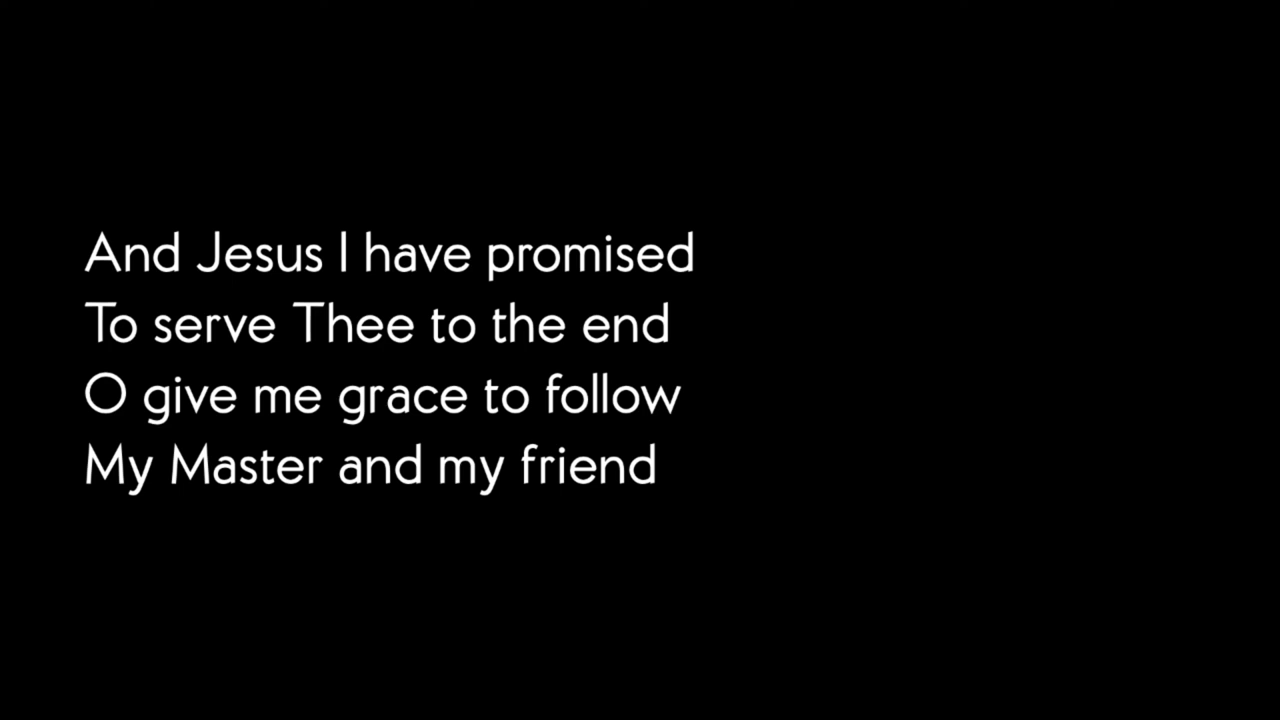 And Jesus I have promised
To serve Thee to the end
O give me grace to follow
My Master and my friend